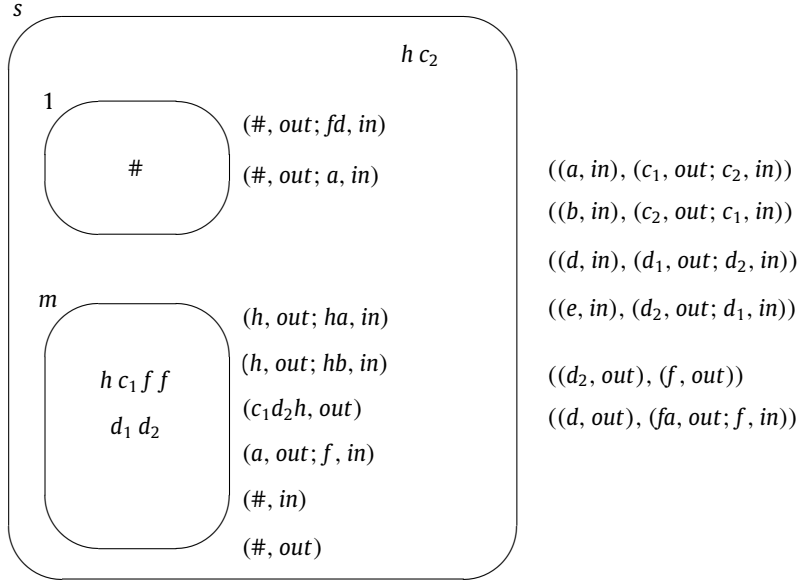 s
h c₂
1
#
(#, out; fd, in)
(#, out; a, in)
((a, in), (c₁, out; c₂, in))
((b, in), (c₂, out; c₁, in))
((d, in), (d₁, out; d₂, in))
((e, in), (d₂, out; d₁, in))
((d₂, out), (f, out))
((d, out), (fa, out; f, in))
m
h c₁ f f
d₁ d₂
(h, out; ha, in)
(h, out; hb, in)
(c₁d₂h, out)
(a, out; f, in)
(#, in)
(#, out)